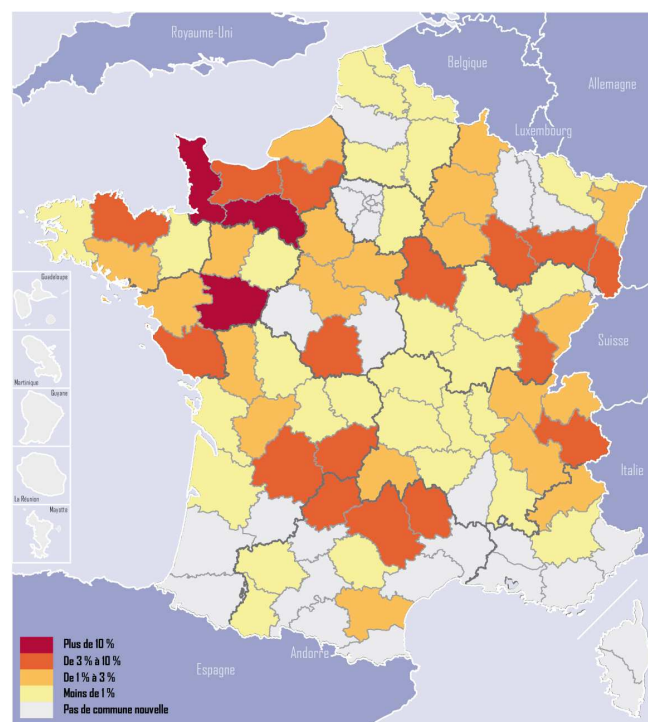 Royaume-Uni
Belgique
Allemagne
Luxembourg
Guadeloupe
Suisse
Martinique
Guyane
Italie
La Réunion
Mayotte
Plus de 10 %
De 3 % à 10 %
De 1 % à 3 %
Moins de 1 %
Pas de commune nouvelle
Andorre
Espagne